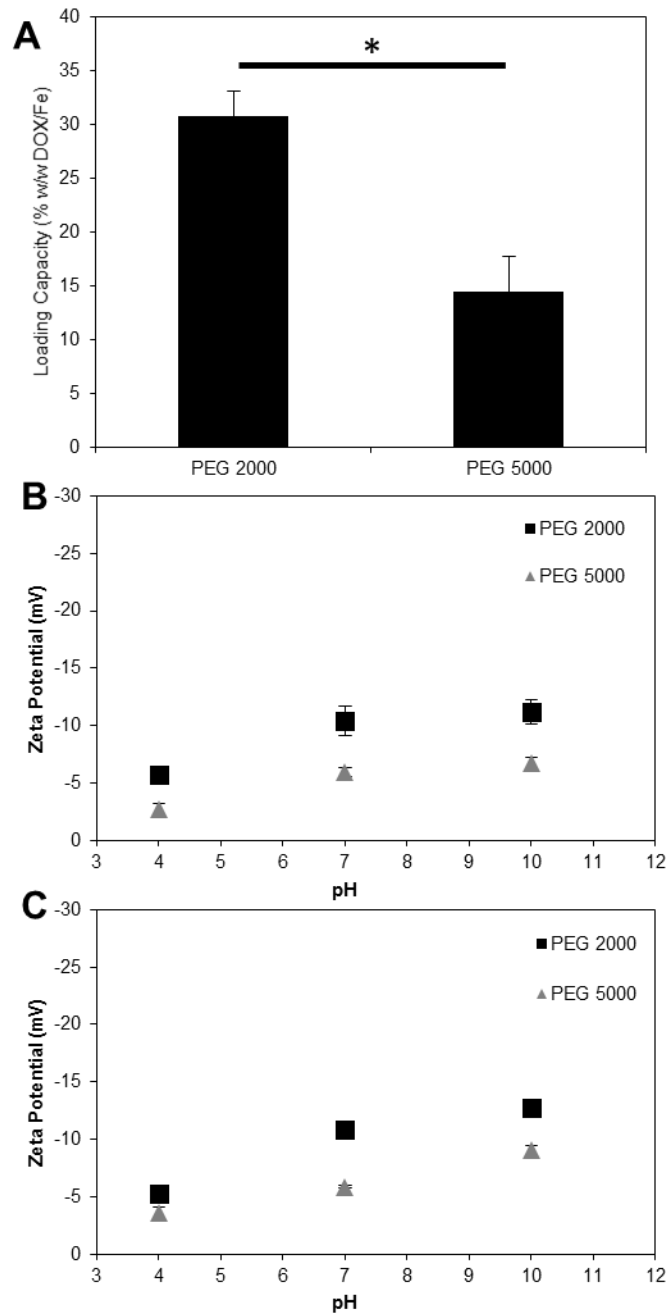 A
*
40
35
30
25
20
15
10
5
0
Loading Capacity (% w/w DOX/Fe)
PEG 2000 PEG 5000
B
-30
-25
-20
-15
-10
-5
0
Zeta Potential (mV)
PEG 2000
PEG 5000
3 4 5 6 7 8 9 10 11 12
pH
C
-30
-25
-20
-15
-10
-5
0
Zeta Potential (mV)
PEG 2000
PEG 5000
3 4 5 6 7 8 9 10 11 12
pH